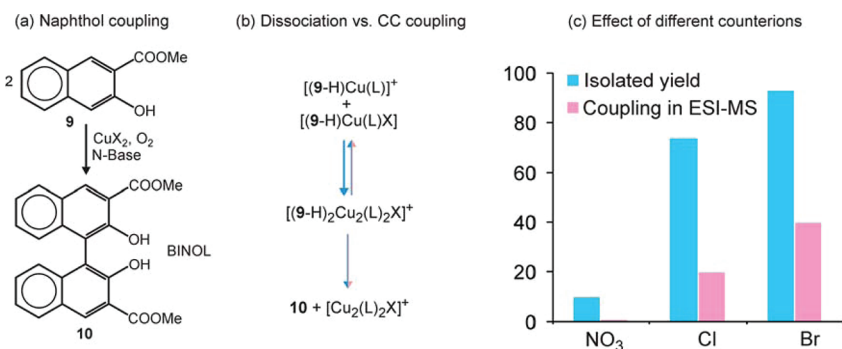 (a) Naphthol coupling
2
COOMe
OH
9
CuX₂, O₂
N-Base
COOMe
OH
OH
BINOL
COOMe
10
(b) Dissociation vs. CC coupling
[(9-H)Cu(L)]⁺
+
[(9-H)Cu(L)X]
[(9-H)₂Cu₂(L)₂X]⁺
10 + [Cu₂(L)₂X]⁺
(c) Effect of different counterions
Isolated yield
Coupling in ESI-MS
100
80
60
40
20
0
NO₃ Cl Br